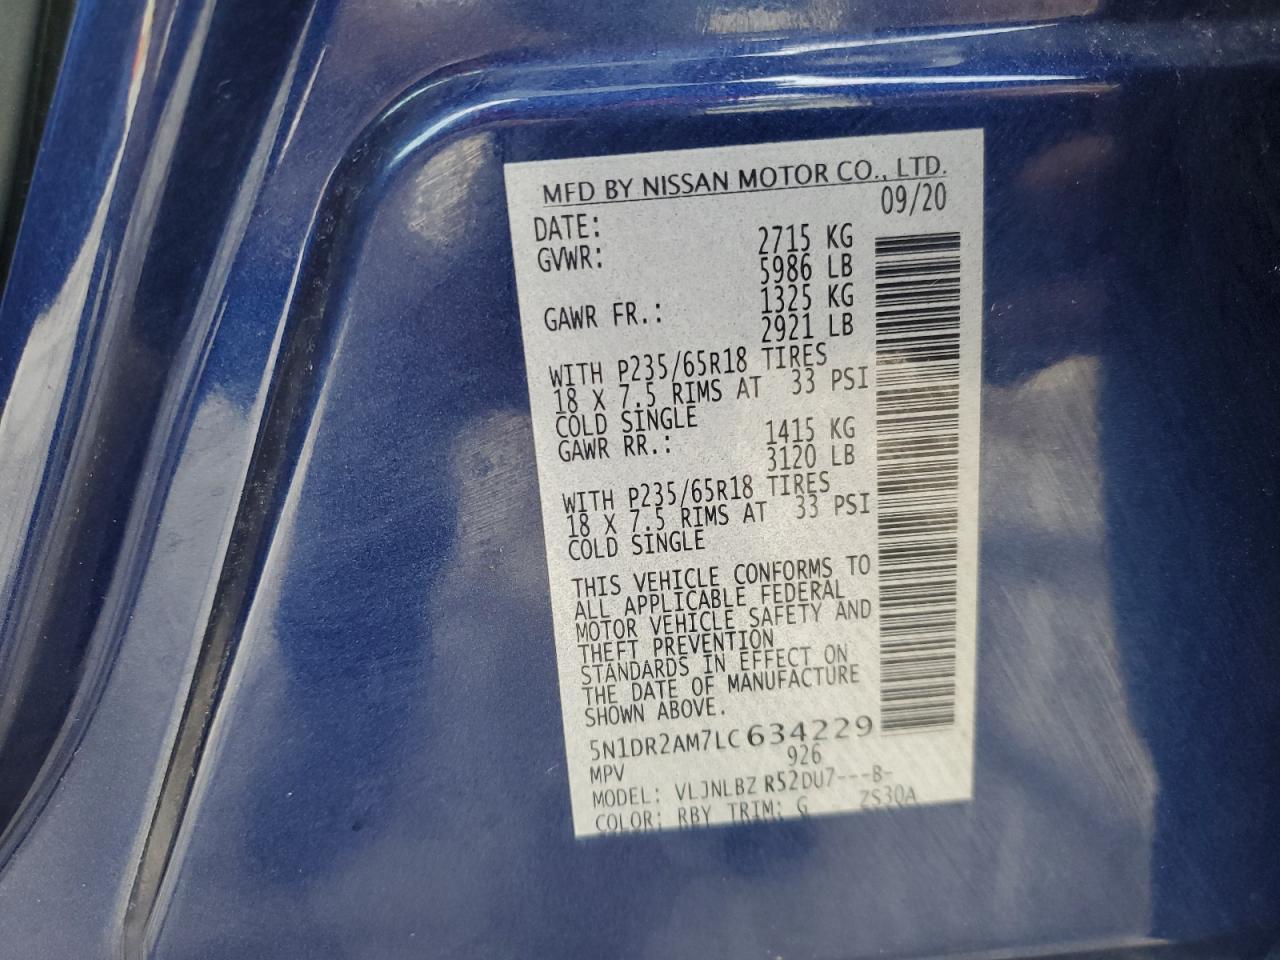 MFD BY NISSAN MOTOR CO., LTD.
DATE: 09/20
GVWR: 2715 KG
5986 LB
GAWR FR.: 1325 KG
2921 LB
WITH P235/65R18 TIRES
18 X 7.5 RIMS AT 33 PSI
COLD SINGLE
GAWR RR.: 1415 KG
3120 LB
WITH P235/65R18 TIRES
18 X 7.5 RIMS AT 33 PSI
COLD SINGLE
THIS VEHICLE CONFORMS TO
ALL APPLICABLE FEDERAL
MOTOR VEHICLE SAFETY AND
THEFT PREVENTION
STANDARDS IN EFFECT ON
THE DATE OF MANUFACTURE
SHOWN ABOVE.
5N1DR2AM7LC634229
MPV 926
MODEL: VLJNLBZ R52DU7---B-
COLOR: RBY TRIM: G ZS30A